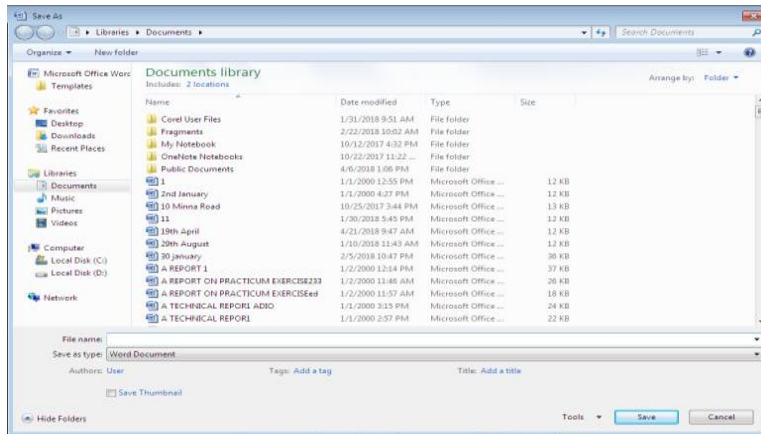 Save As
Libraries Documents
Search Documents
Organize New folder
Microsoft Office Word
Templates
Favorites
Desktop
Downloads
Recent Places
Libraries
Documents
Music
Pictures
Videos
Computer
Local Disk (C:)
Local Disk (D:)
Network
Documents library
Includes: 2 locations
Arrange by: Folder
Name Date modified Type Size
Corel User Files 1/31/2018 9:51 AM File folder
Fragments 2/22/2018 10:02 AM File folder
My Notebook 10/12/2017 4:32 PM File folder
OneNote Notebooks 10/22/2017 11:22 ... File folder
Public Documents 4/6/2018 1:06 PM File folder
1 1/1/2000 12:55 PM Microsoft Office ... 12 KB
2nd January 1/1/2000 4:27 PM Microsoft Office ... 12 KB
10 Minna Road 10/25/2017 3:44 PM Microsoft Office ... 13 KB
11 1/30/2018 5:45 PM Microsoft Office ... 12 KB
19th April 4/21/2018 9:47 AM Microsoft Office ... 12 KB
29th August 1/10/2018 11:43 AM Microsoft Office ... 12 KB
30 january 2/5/2018 10:47 PM Microsoft Office ... 36 KB
A REPORT 1 1/2/2000 12:14 PM Microsoft Office ... 37 KB
A REPORT ON PRACTICUM EXERCISE233 1/2/2000 11:46 AM Microsoft Office ... 26 KB
A REPORT ON PRACTICUM EXERCISEed 1/2/2000 11:57 AM Microsoft Office ... 18 KB
A TECHNICAL REPOR1 ADIO 1/1/2000 3:15 PM Microsoft Office ... 24 KB
A TECHNICAL REPOR1 1/1/2000 2:57 PM Microsoft Office ... 22 KB
File name:
Save as type: Word Document
Authors: User Tags: Add a tag Title: Add a title
Save Thumbnail
Hide Folders Tools Save Cancel